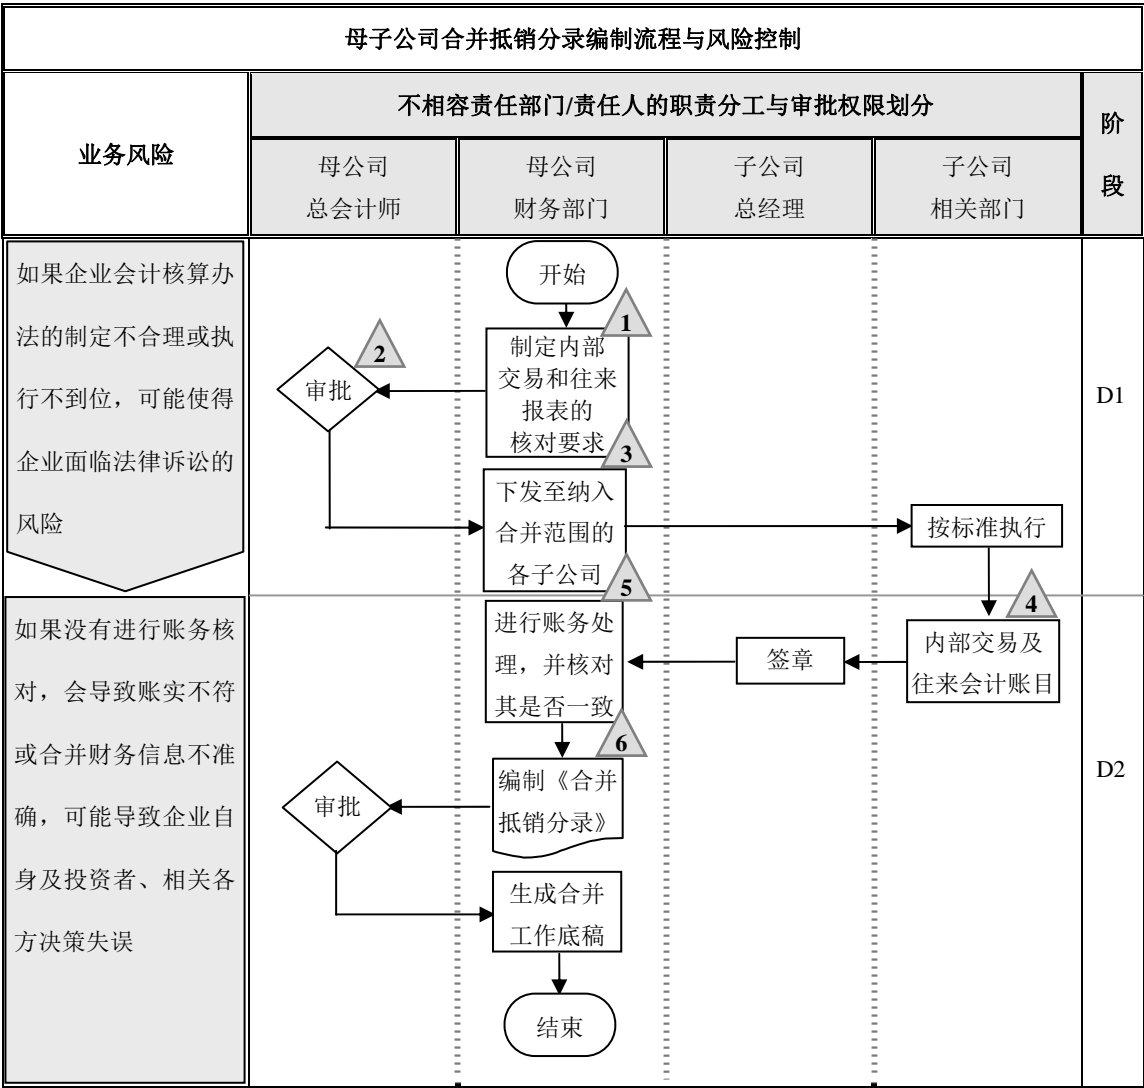 母子公司合并抵销分录编制流程与风险控制
业务风险
不相容责任部门/责任人的职责分工与审批权限划分
阶
段
母公司
总会计师
母公司
财务部门
子公司
总经理
子公司
相关部门
如果企业会计核算办
法的制定不合理或执
行不到位，可能使得
企业面临法律诉讼的
风险
开始
1
制定内部
交易和往来
报表的
核对要求
2
审批
3
下发至纳入
合并范围的
各子公司
按标准执行
D1
如果没有进行账务核
对，会导致账实不符
或合并财务信息不准
确，可能导致企业自
身及投资者、相关各
方决策失误
4
内部交易及
往来会计账目
签章
5
进行账务处
理，并核对
其是否一致
6
编制《合并
抵销分录》
审批
生成合并
工作底稿
结束
D2